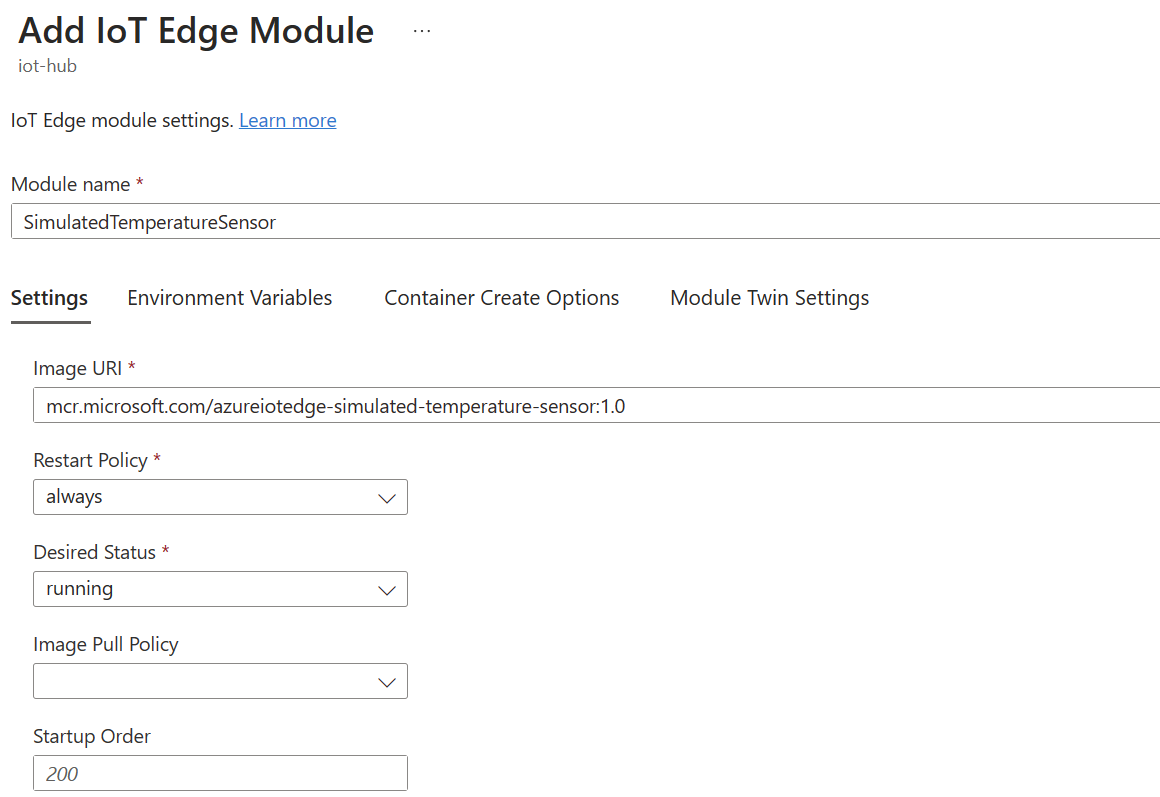 Add IoT Edge Module ...
iot-hub
IoT Edge module settings. Learn more
Module name *
SimulatedTemperatureSensor
Settings Environment Variables Container Create Options Module Twin Settings
Image URI *
mcr.microsoft.com/azureiotedge-simulated-temperature-sensor:1.0
Restart Policy *
always
Desired Status *
running
Image Pull Policy
Startup Order
200